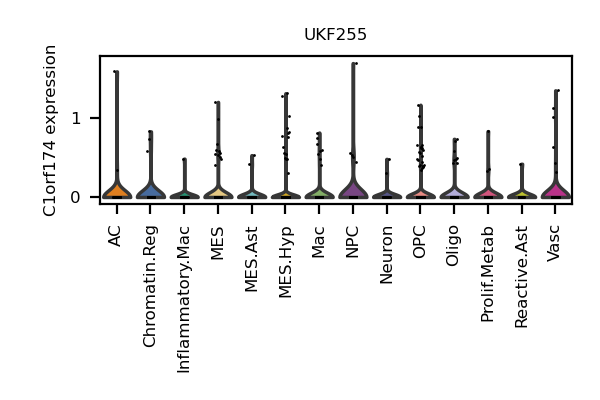 UKF255
C1orf174 expression
1
0
AC
Chromatin.Reg
Inflammatory.Mac
MES
MES.Ast
MES.Hyp
Mac
NPC
Neuron
OPC
Oligo
Prolif.Metab
Reactive.Ast
Vasc